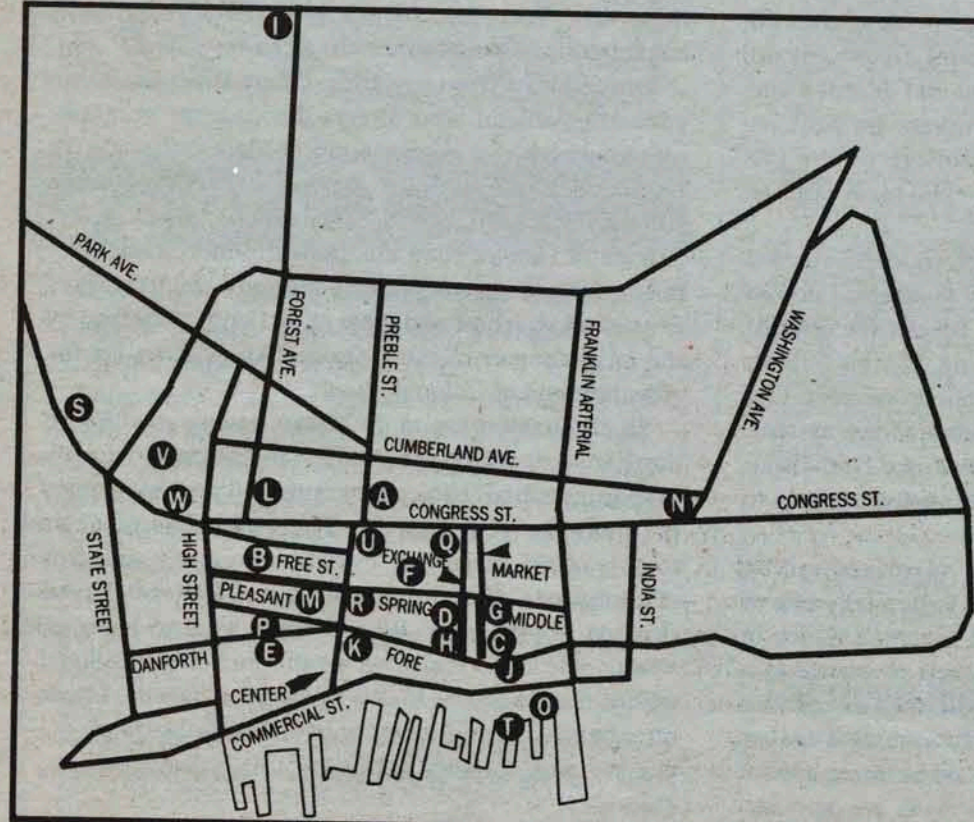 I
PARK AVE.
FOREST AVE.
PREBLE ST.
FRANKLIN ARTERIAL
WASHINGTON AVE.
S
CUMBERLAND AVE.
V
W
L
A
N
CONGRESS ST.
CONGRESS ST.
STATE STREET
HIGH STREET
B
FREE ST.
U
EXCHANGE
Q
F
MARKET
INDIA ST.
PLEASANT
M
R
SPRING
D
G
MIDDLE
P
E
K
FORE
H
C
J
DANFORTH
CENTER
COMMERCIAL ST.
T
O